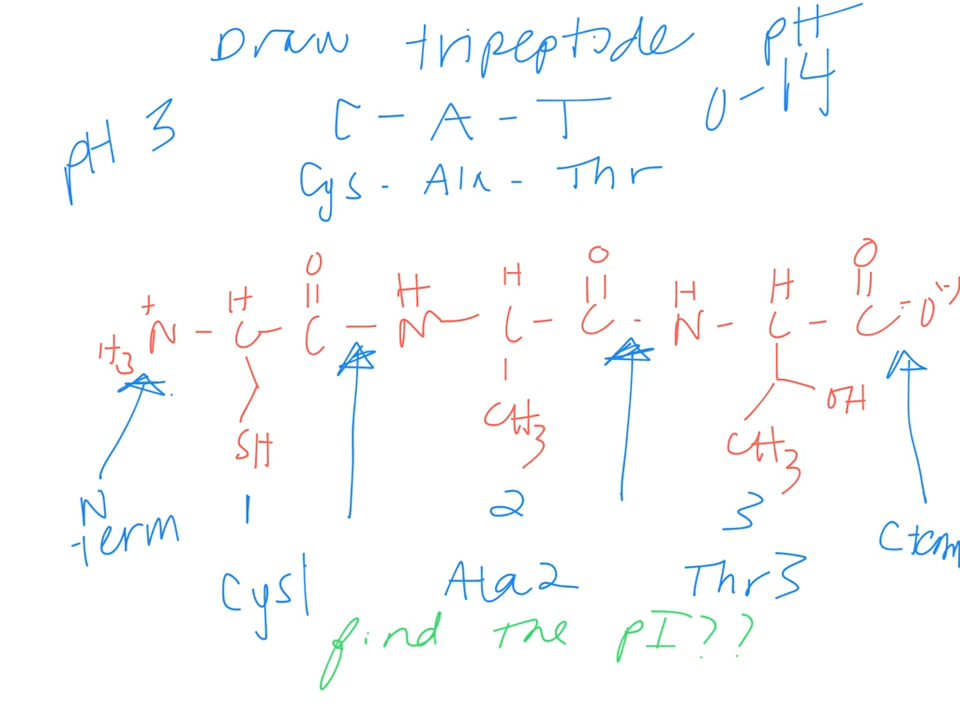 Draw tripeptide pH
0-14
pH 3 C - A - T
Cys - Ala - Thr
O H H O H H O
H3N+ - C - C - N - C - C - N - C - C - O(-)
SH CH3 CH3 OH
N term 1 2 3 C term
Cys1 Ala2 Thr3
find the pI??